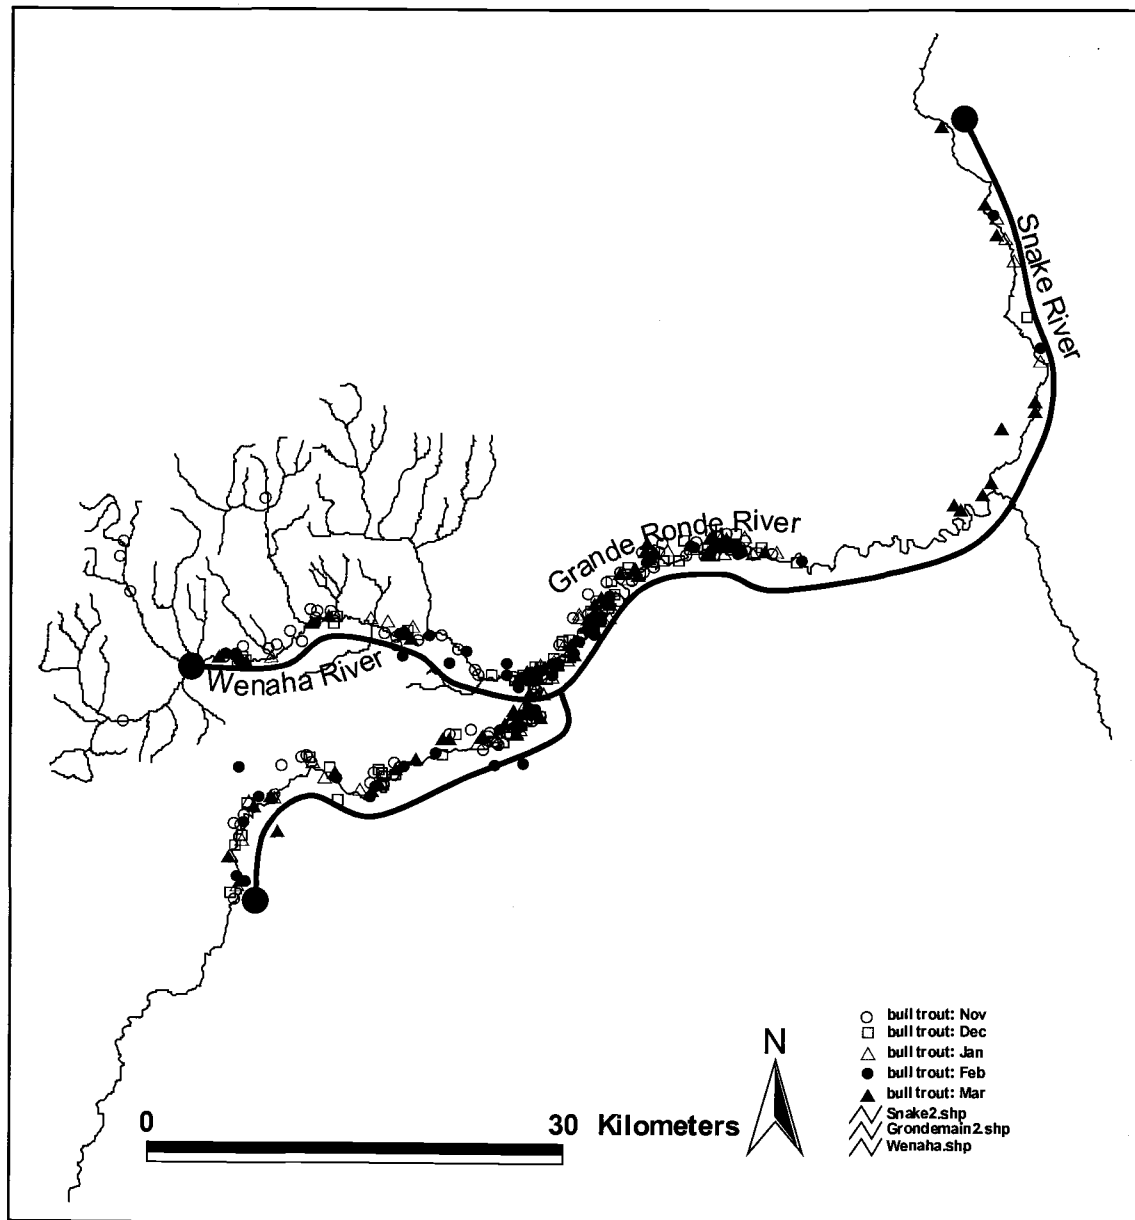 Snake River
Grande Ronde River
Wenaha River
N
0
30 Kilometers
bull trout: Nov
bull trout: Dec
bull trout: Jan
bull trout: Feb
bull trout: Mar
Snake2.shp
Grondemain2.shp
Wenaha.shp